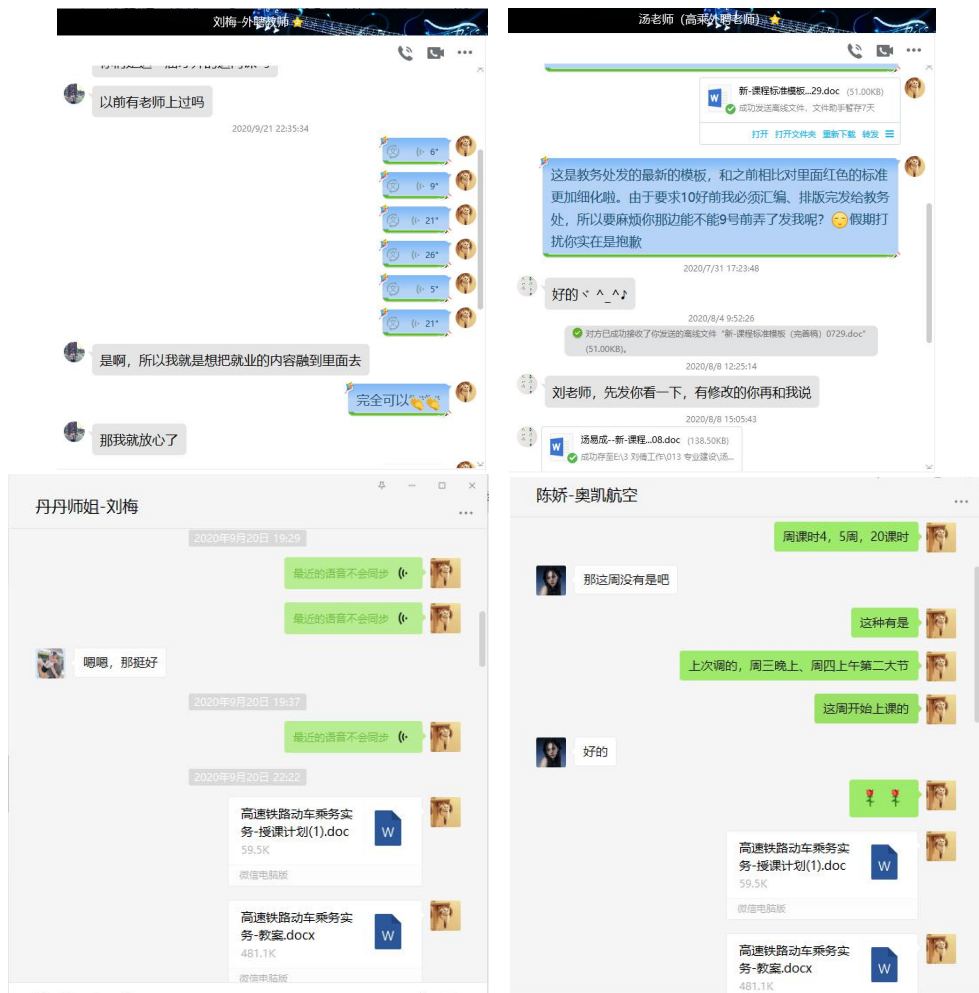 刘梅-外聘教师
以前有老师上过吗
2020/9/21 22:35:34
6"
9"
21"
26"
5"
21"
是啊，所以我就是想把就业的内容融到里面去
完全可以
那我就放心了
汤老师（高乘外聘老师）
新-课程标准模板...29.doc (51.00KB)
成功发送离线文件，文件助手暂存7天
打开 打开文件夹 重新下载 转发
这是教务处发的最新的模板，和之前相比对里面红色的标准
更加细化啦。由于要求10好前我必须汇编、排版完发给教务
处，所以要麻烦你那边能不能9号前弄了发我呢？😌假期打
扰你实在是抱歉
2020/7/31 17:23:48
好的ヾ ^_^♪
2020/8/4 9:52:26
对方已成功接收了你发送的离线文件“新-课程标准模板（完善稿）0729.doc”
(51.00KB)。
2020/8/8 12:25:14
刘老师，先发你看一下，有修改的你再和我说
2020/8/8 15:05:43
汤易成--新-课程...08.doc (138.50KB)
成功存至E:\3 刘倩工作\013 专业建设\汤...
丹丹师姐-刘梅
2020年9月20日 19:29
最近的语音不会同步
最近的语音不会同步
嗯嗯，那挺好
2020年9月20日 19:37
最近的语音不会同步
2020年9月20日 22:22
高速铁路动车乘务实
务-授课计划(1).doc
59.5K
微信电脑版
高速铁路动车乘务实
务-教案.docx
481.1K
微信电脑版
陈娇-奥凯航空
周课时4，5周，20课时
那这周没有是吧
这种有是
上次调的，周三晚上、周四上午第二大节
这周开始上课的
好的
高速铁路动车乘务实
务-授课计划(1).doc
59.5K
微信电脑版
高速铁路动车乘务实
务-教案.docx
481.1K